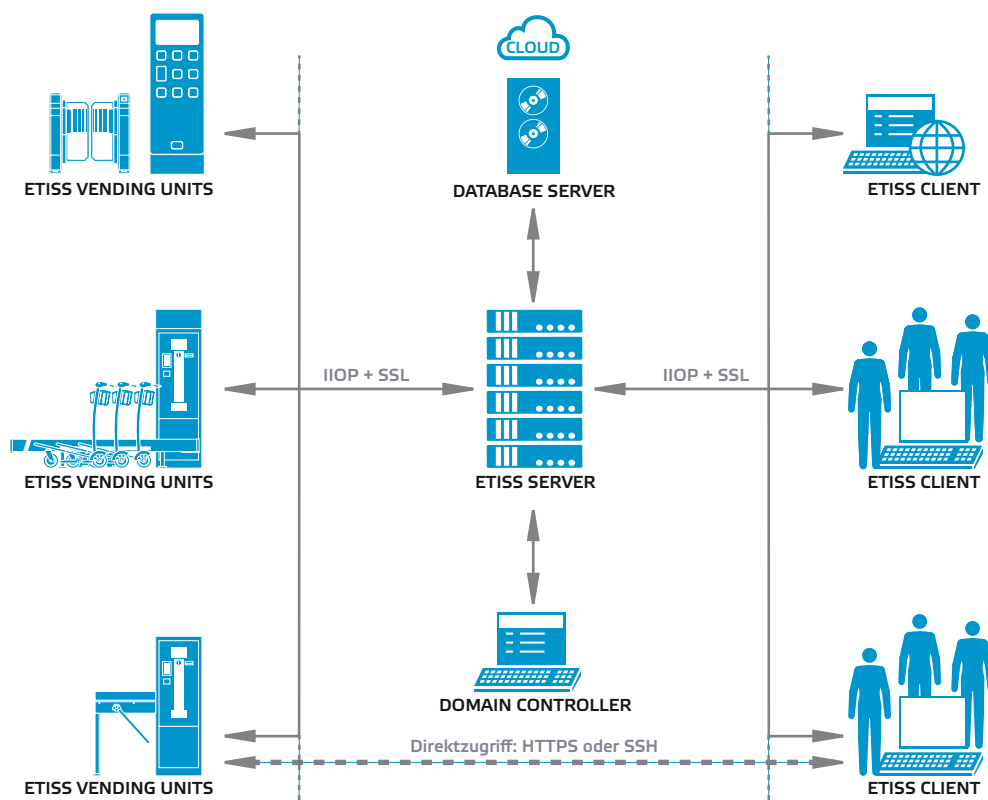 CLOUD
ETISS VENDING UNITS
DATABASE SERVER
ETISS CLIENT
IIOP + SSL
IIOP + SSL
ETISS VENDING UNITS
ETISS SERVER
ETISS CLIENT
DOMAIN CONTROLLER
Direktzugriff: HTTPS oder SSH
ETISS VENDING UNITS
ETISS CLIENT